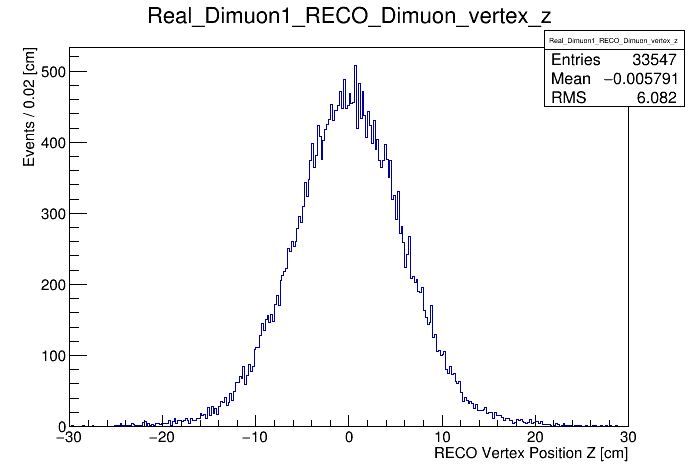 Real_Dimuon1_RECO_Dimuon_vertex_z
Real_Dimuon1_RECO_Dimuon_vertex_z
Entries 33547
Mean −0.005791
RMS 6.082
Events / 0.02 [cm]
500
400
300
200
100
0
−30 −20 −10 0 10 20 30
RECO Vertex Position Z [cm]